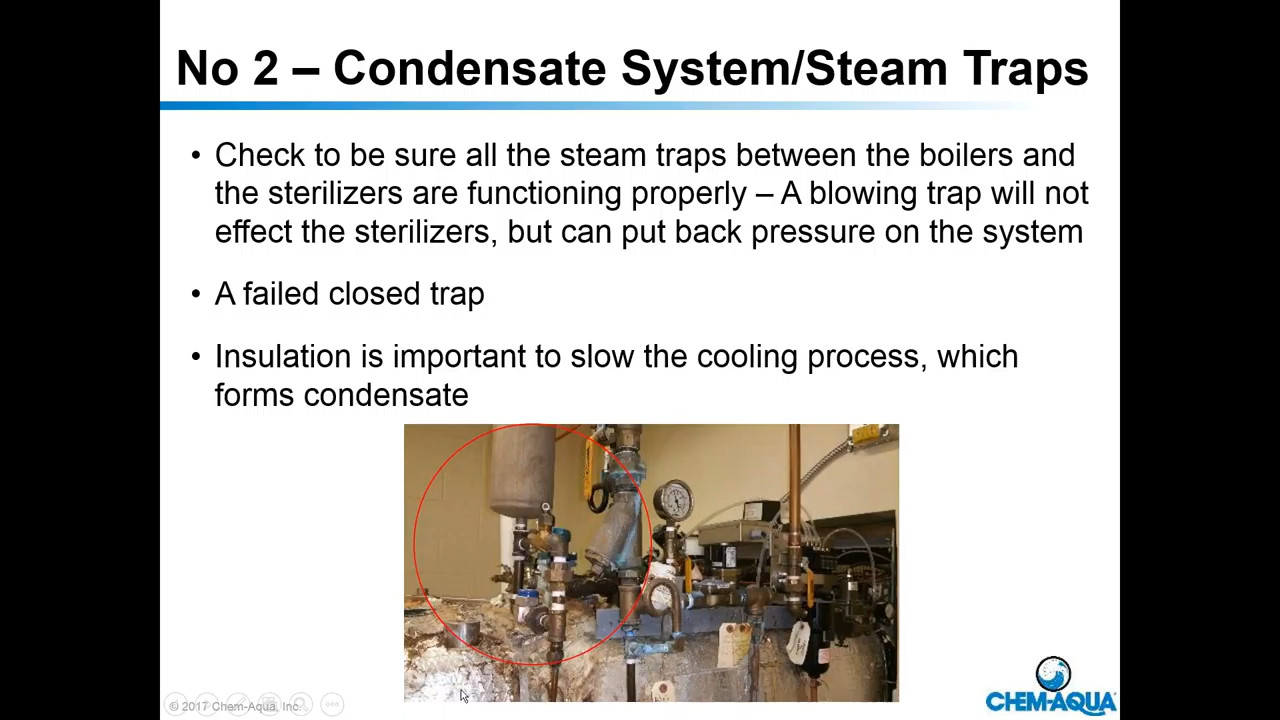 No 2 – Condensate System/Steam Traps
• Check to be sure all the steam traps between the boilers and
the sterilizers are functioning properly – A blowing trap will not
effect the sterilizers, but can put back pressure on the system
• A failed closed trap
• Insulation is important to slow the cooling process, which
forms condensate
© 2017 Chem-Aqua, Inc.
CHEM-AQUA